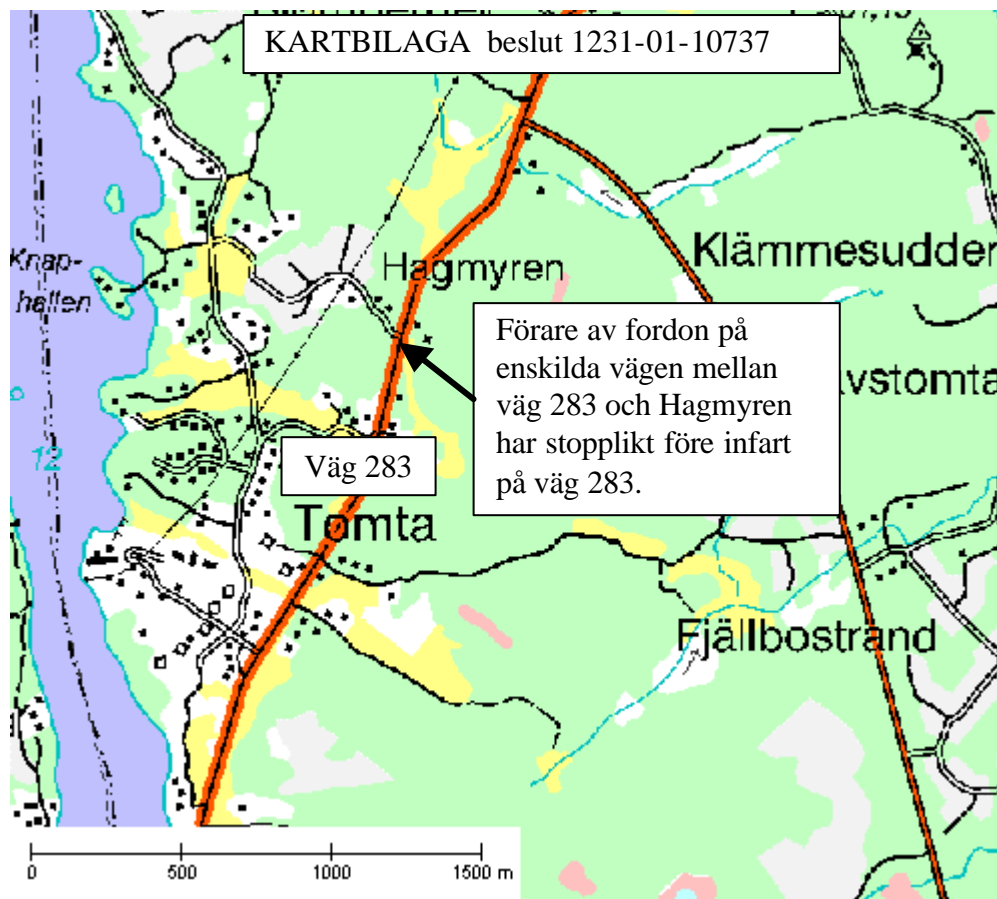 KARTBILAGA beslut 1231-01-10737
Knap-
hallen
Hagmyren
Klämmesudden
Förare av fordon på
enskilda vägen mellan
väg 283 och Hagmyren
har stopplikt före infart
på väg 283.
vstomta
12
Väg 283
Tomta
Fjällbostrand
0 500 1000 1500 m